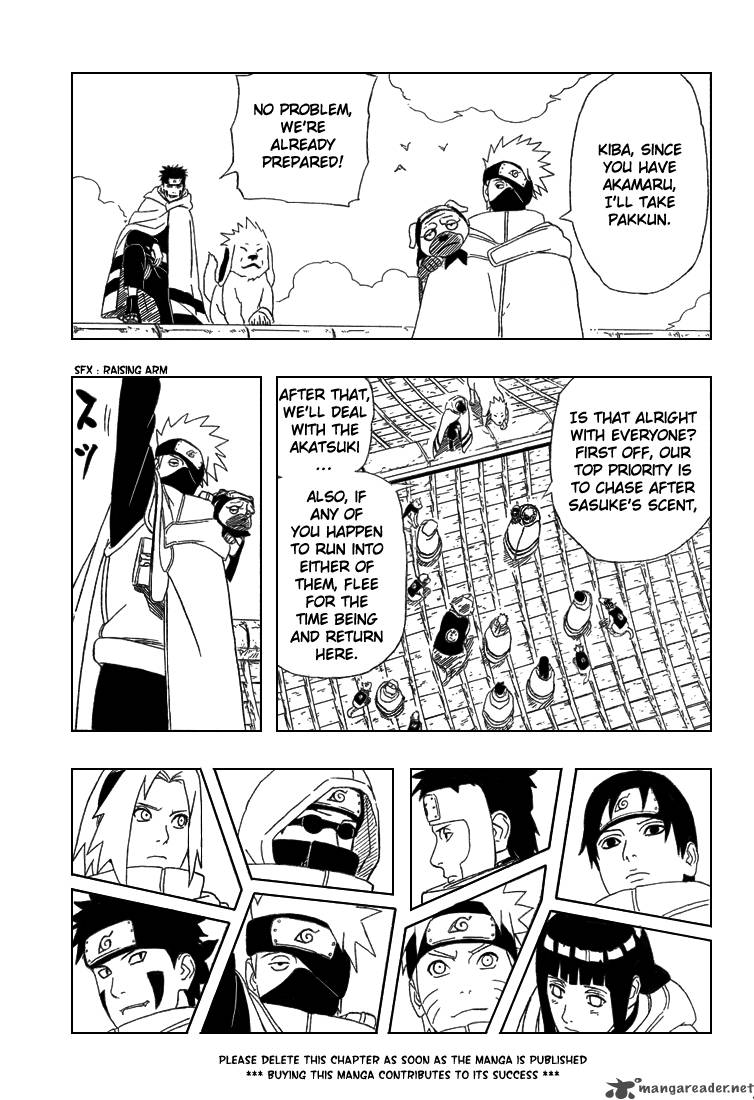 KIBA, SINCE
YOU HAVE
AKAMARU,
I'LL TAKE
PAKKUN.
NO PROBLEM,
WE'RE
ALREADY
PREPARED!
IS THAT ALRIGHT
WITH EVERYONE?
FIRST OFF, OUR
TOP PRIORITY IS
TO CHASE AFTER
SASUKE'S SCENT,
AFTER THAT,
WE'LL DEAL
WITH THE
AKATSUKI
...
ALSO, IF
ANY OF
YOU HAPPEN
TO RUN INTO
EITHER OF
THEM, FLEE
FOR THE
TIME BEING
AND RETURN
HERE.
SFX : RAISING ARM
スッ
PLEASE DELETE THIS CHAPTER AS SOON AS THE MANGA IS PUBLISHED
*** BUYING THIS MANGA CONTRIBUTES TO ITS SUCCESS ***
mangareader.net